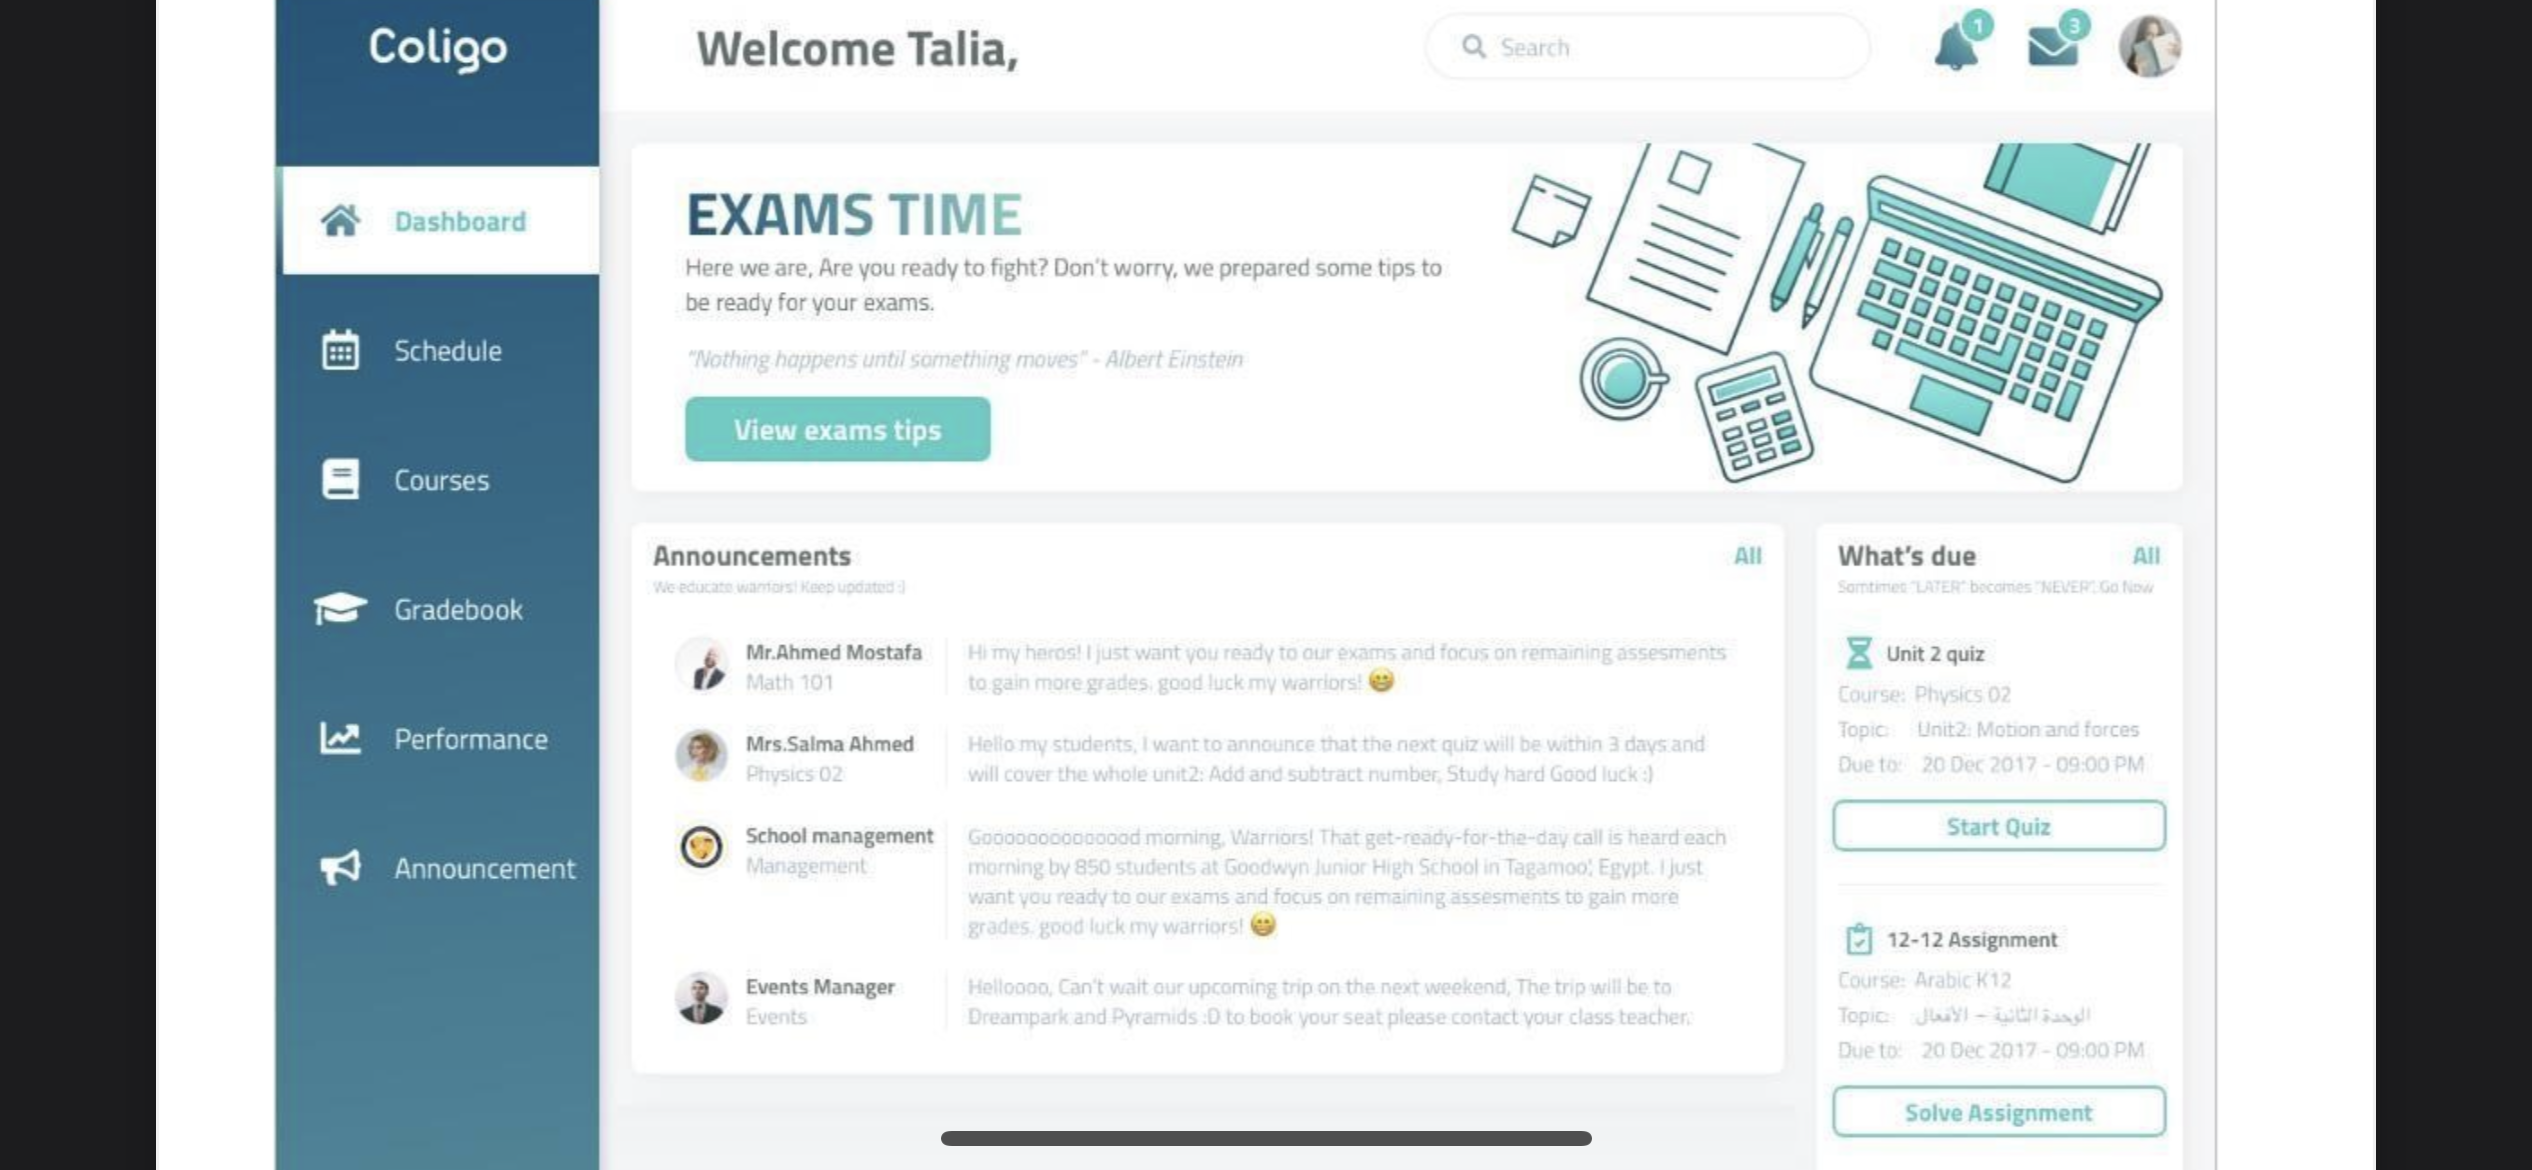 Coligo
Welcome Talia,
Search
1
3
Dashboard
Schedule
Courses
Gradebook
Performance
Announcement
EXAMS TIME
Here we are, Are you ready to fight? Don't worry, we prepared some tips to
be ready for your exams.
"Nothing happens until something moves" - Albert Einstein
View exams tips
Announcements
All
We educate warriors! Keep updated :)
Mr.Ahmed Mostafa
Math 101
Hi my heros! I just want you ready to our exams and focus on remaining assesments
to gain more grades. good luck my warriors! 😀
Mrs.Salma Ahmed
Physics 02
Hello my students, I want to announce that the next quiz will be within 3 days and
will cover the whole unit2: Add and subtract number, Study hard Good luck :)
School management
Management
Goooooooooooood morning, Warriors! That get-ready-for-the-day call is heard each
morning by 850 students at Goodwyn Junior High School in Tagamoo', Egypt. I just
want you ready to our exams and focus on remaining assesments to gain more
grades. good luck my warriors! 😀
Events Manager
Events
Helloooo, Can't wait our upcoming trip on the next weekend, The trip will be to
Dreampark and Pyramids :D to book your seat please contact your class teacher.
What's due
All
Somtimes "LATER" becomes "NEVER". Go Now
Unit 2 quiz
Course: Physics 02
Topic: Unit2: Motion and forces
Due to: 20 Dec 2017 - 09:00 PM
Start Quiz
12-12 Assignment
Course: Arabic K12
Topic: الوحدة الثانية – الأفعال
Due to: 20 Dec 2017 - 09:00 PM
Solve Assignment